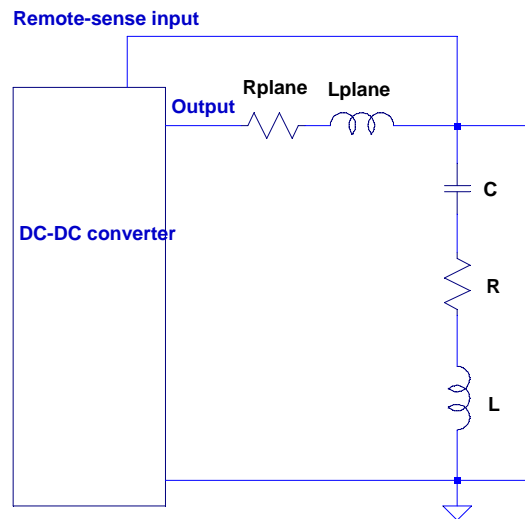 Remote-sense input
Rplane
Lplane
Output
C
DC-DC converter
R
L